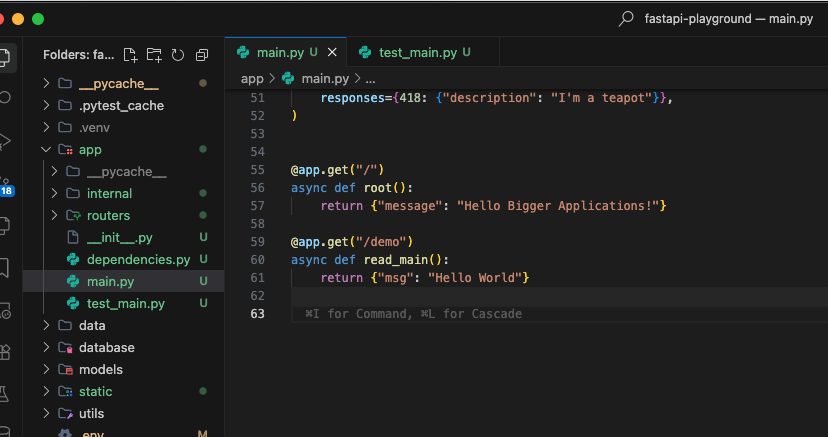 fastapi-playground — main.py
Folders: fa...
__pycache__
.pytest_cache
.venv
app
__pycache__
internal
routers
__init__.py U
dependencies.py U
main.py U
test_main.py U
data
database
models
static
utils
.env M
18
main.py U
test_main.py U
app > main.py > ...
51 responses={418: {"description": "I'm a teapot"}},
52 )
53
54
55 @app.get("/")
56 async def root():
57 return {"message": "Hello Bigger Applications!"}
58
59 @app.get("/demo")
60 async def read_main():
61 return {"msg": "Hello World"}
62
63 ⌘I for Command, ⌘L for Cascade